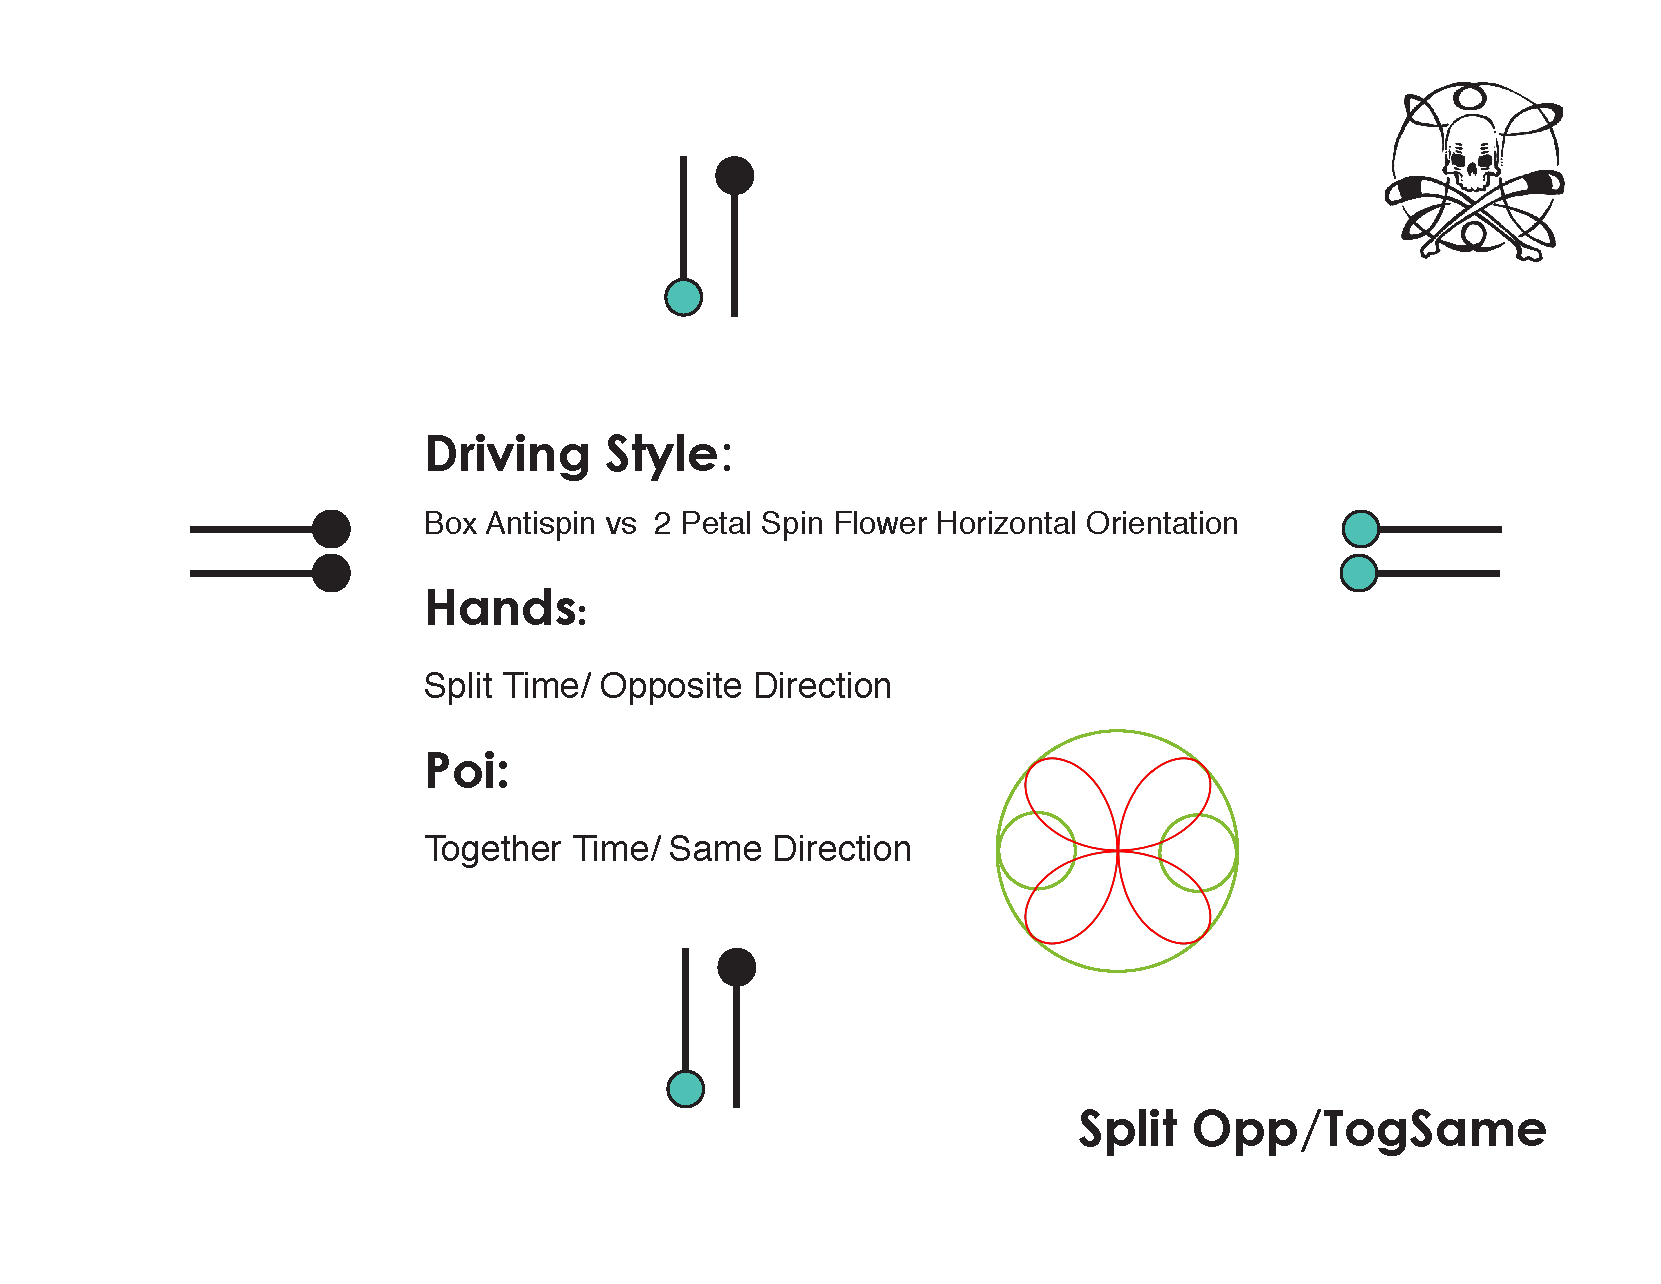 Driving Style:
Box Antispin vs  2 Petal Spin Flower Horizontal Orientation
Hands:
Split Time/ Opposite Direction
Poi:
Together Time/ Same Direction
Split Opp/TogSame